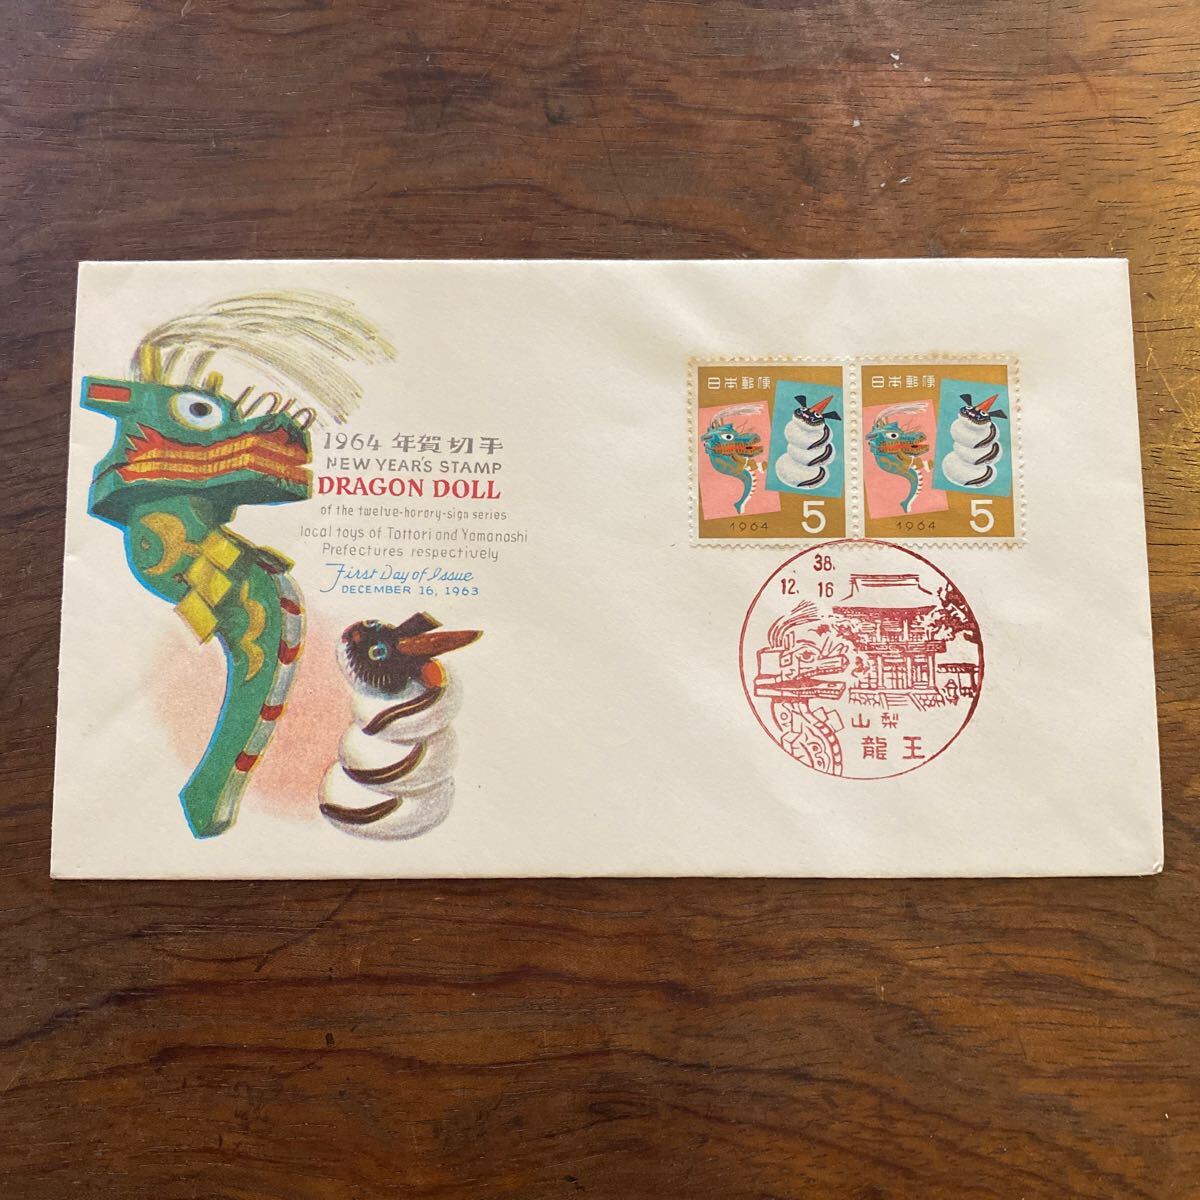 1964 年賀切手
NEW YEAR'S STAMP
DRAGON DOLL
of the twelve-horary-sign series
local toys of Tottori and Yamanashi
Prefectures respectively
First Day of Issue
DECEMBER 16, 1963
日本郵便
1964 5
日本郵便
1964 5
38.
12. 16
山梨
龍王